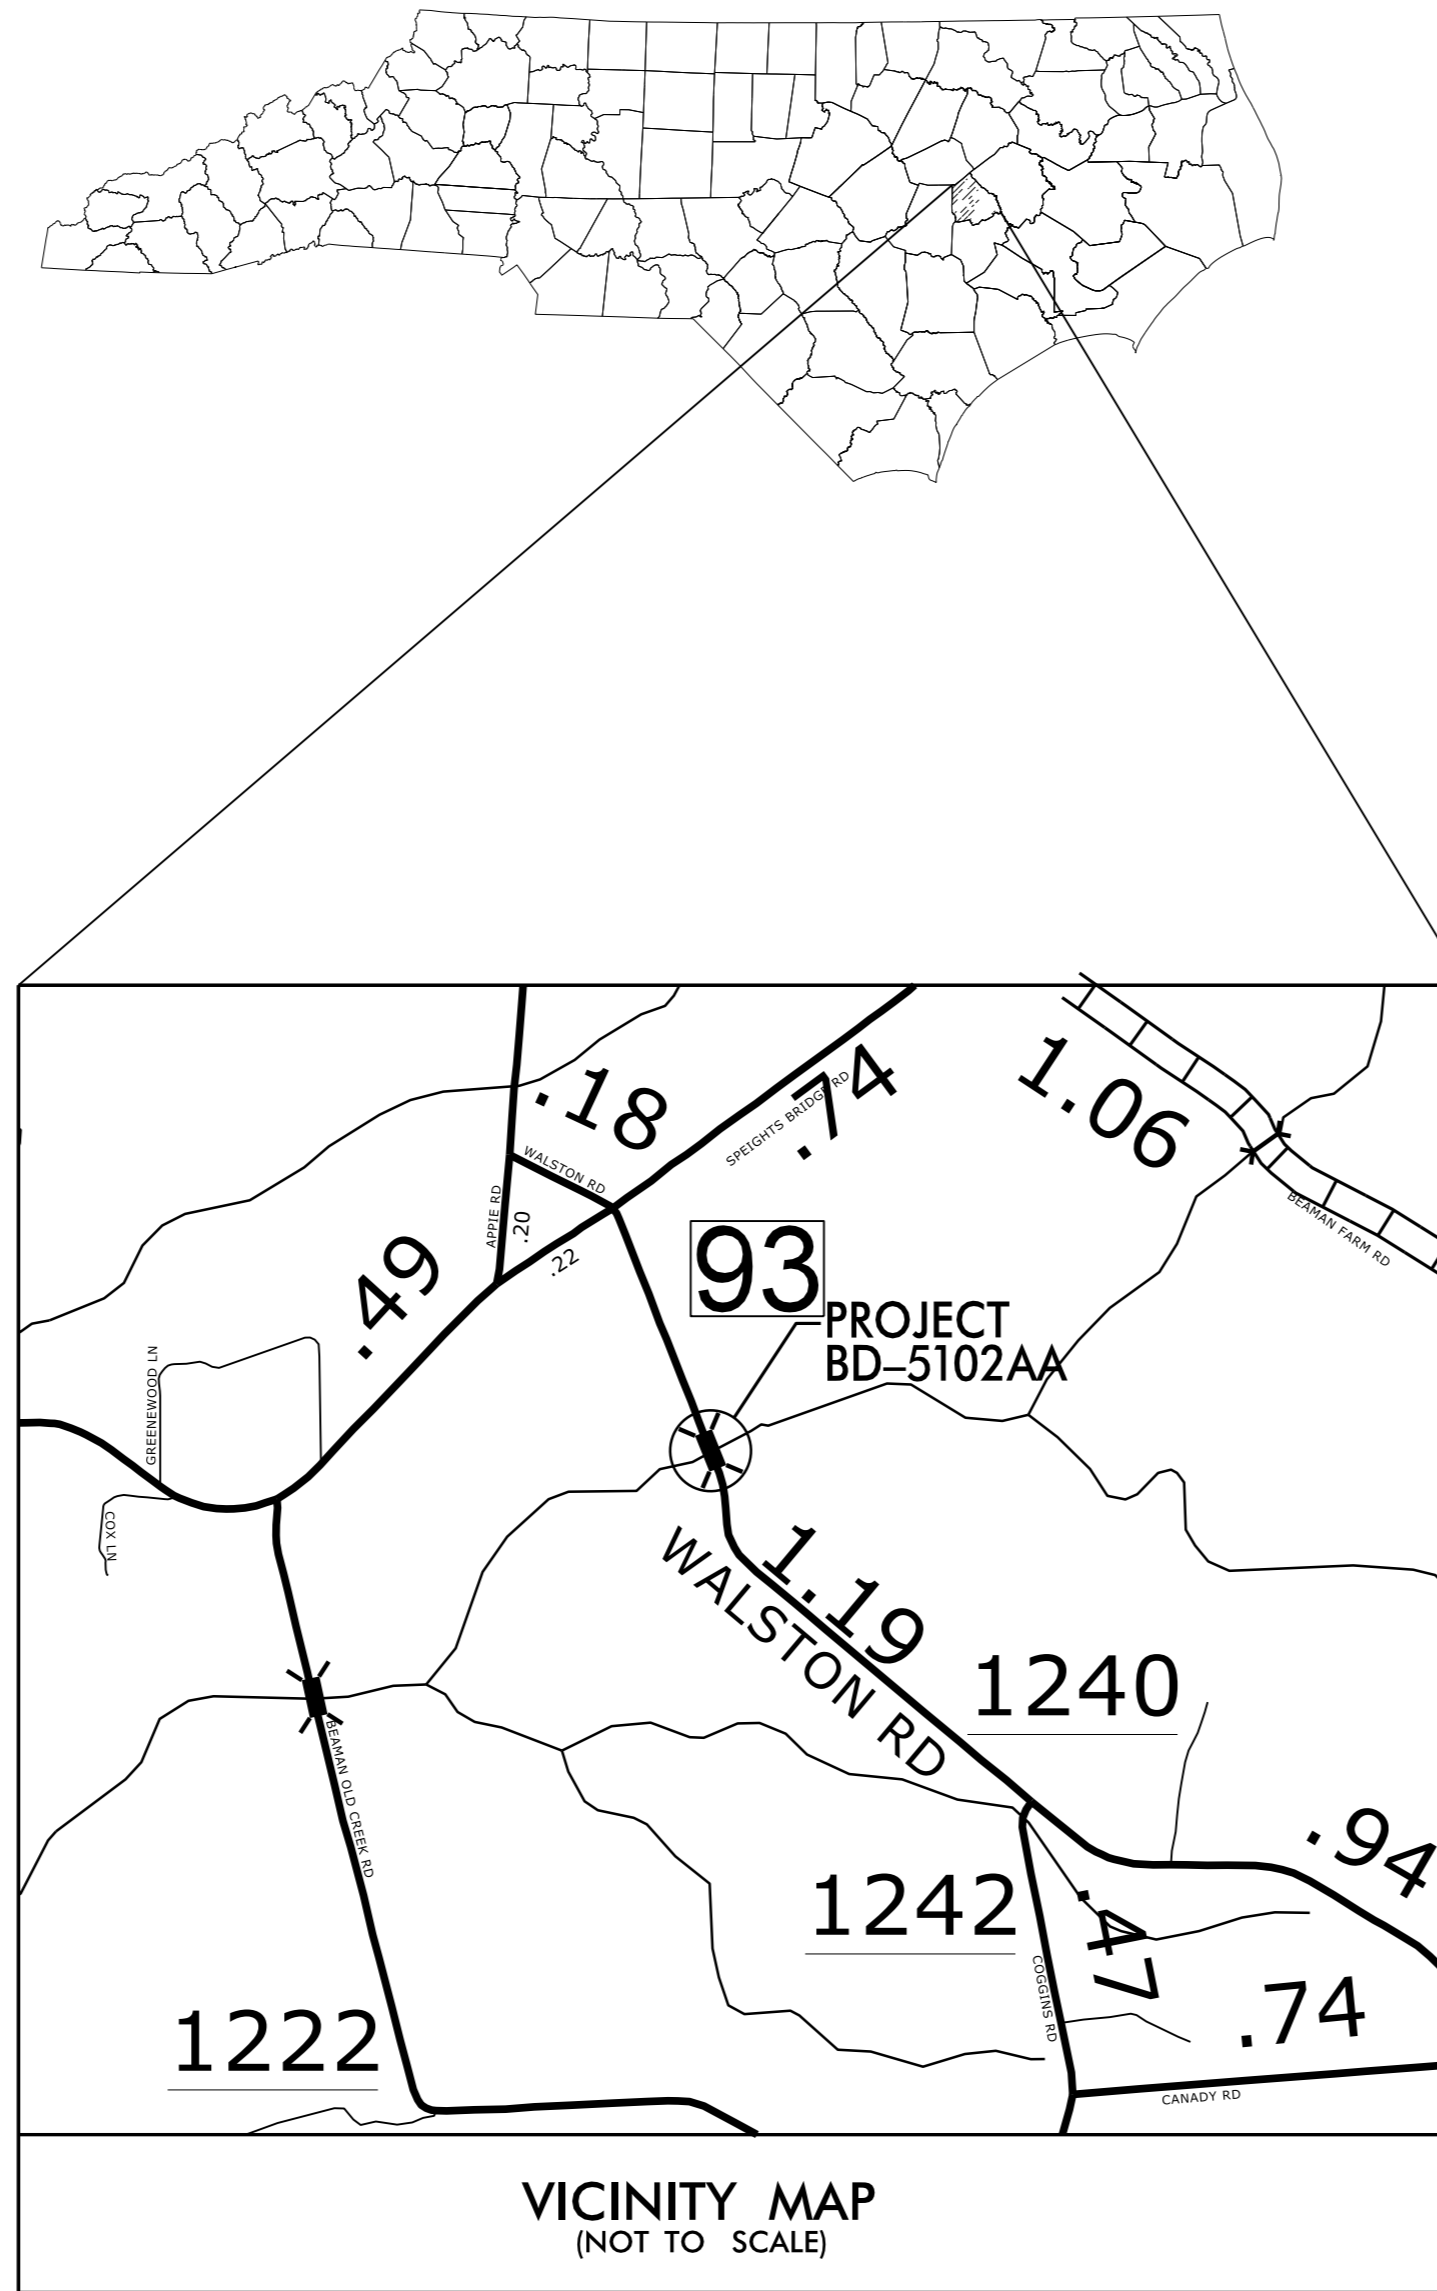 .18
.74
SPEIGHTS BRIDGE RD
1.06
WALSTON RD
APPIE RD
.20
.22
BEAMAN FARM RD
.49
93
PROJECT
BD–5102AA
GREENEWOOD LN
COX LN
1.19
WALSTON RD
1240
BEAMAN OLD CREEK RD
.94
1242
.47
COGGINS RD
1222
.74
CANADY RD
VICINITY MAP
(NOT TO SCALE)